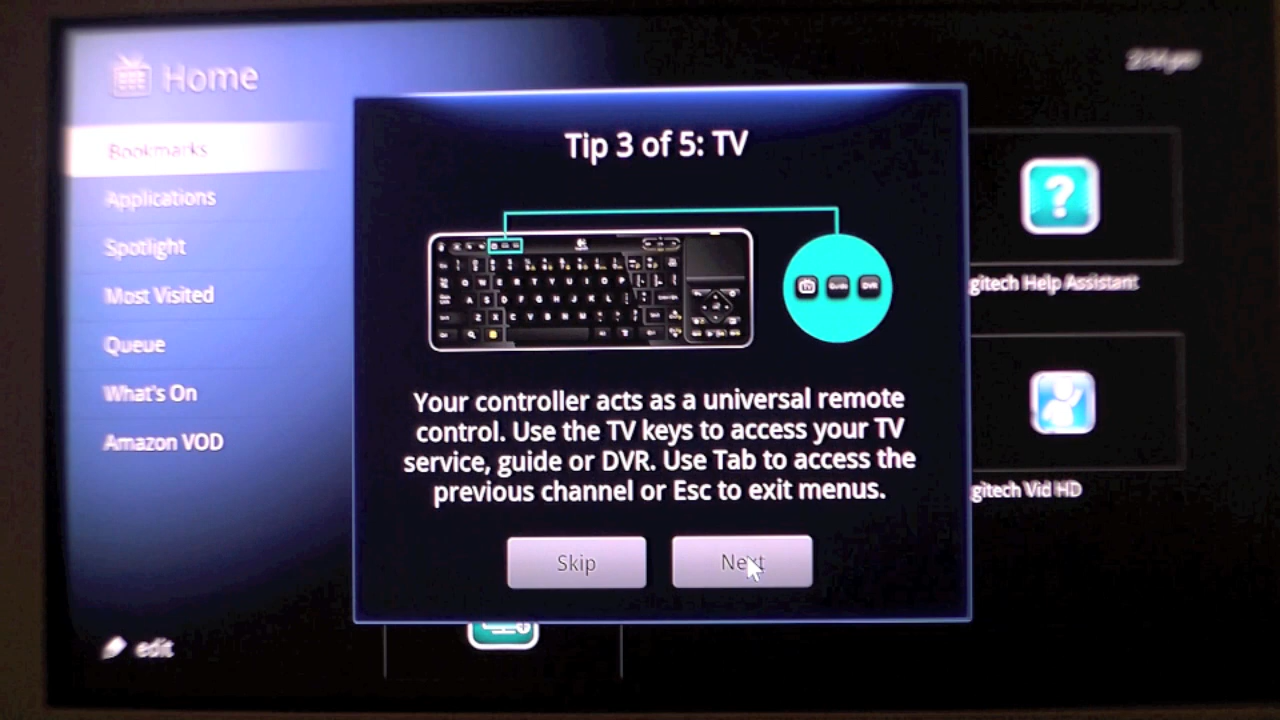 Home
Bookmarks
Applications
Spotlight
Most Visited
Queue
What's On
Amazon VOD
edit
Tip 3 of 5: TV
Guide
DVR
Your controller acts as a universal remote
control. Use the TV keys to access your TV
service, guide or DVR. Use Tab to access the
previous channel or Esc to exit menus.
Skip
Next
gitech Help Assistant
gitech Vid HD